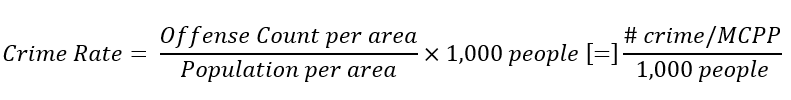 Crime Rate = Offense Count per area / Population per area × 1,000 people [=] # crime/MCPP / 1,000 people